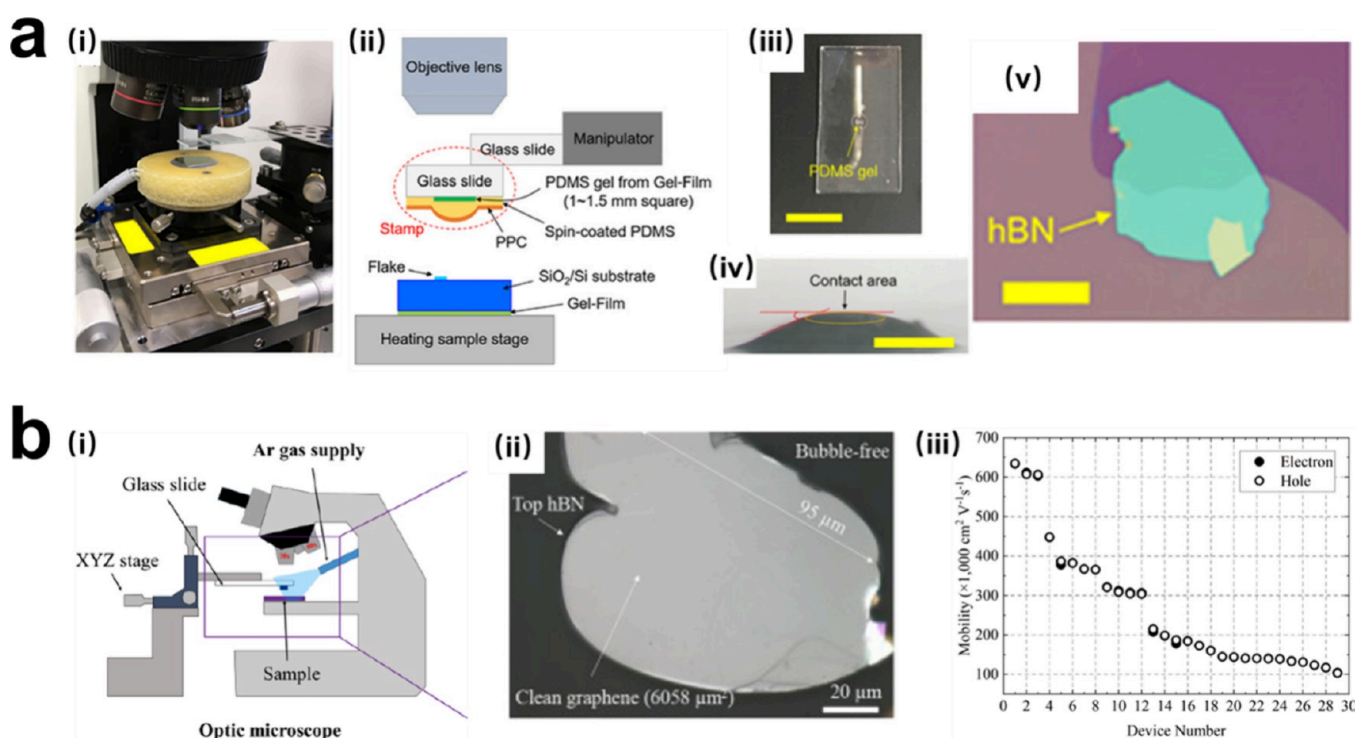 a
(i)
(ii)
Objective lens
Glass slide
Manipulator
Glass slide
PDMS gel from Gel-Film
(1~1.5 mm square)
Spin-coated PDMS
PPC
Stamp
Flake
SiO₂/Si substrate
Gel-Film
Heating sample stage
(iii)
PDMS gel
(iv)
Contact area
(v)
hBN
b
(i)
Ar gas supply
Glass slide
XYZ stage
Sample
Optic microscope
(ii)
Bubble-free
Top hBN
95 μm
Clean graphene (6058 μm²)
20 μm
(iii)
Mobility (×1,000 cm² V⁻¹s⁻¹)
700
600
500
400
300
200
100
Electron
Hole
0 2 4 6 8 10 12 14 16 18 20 22 24 26 28 30
Device Number